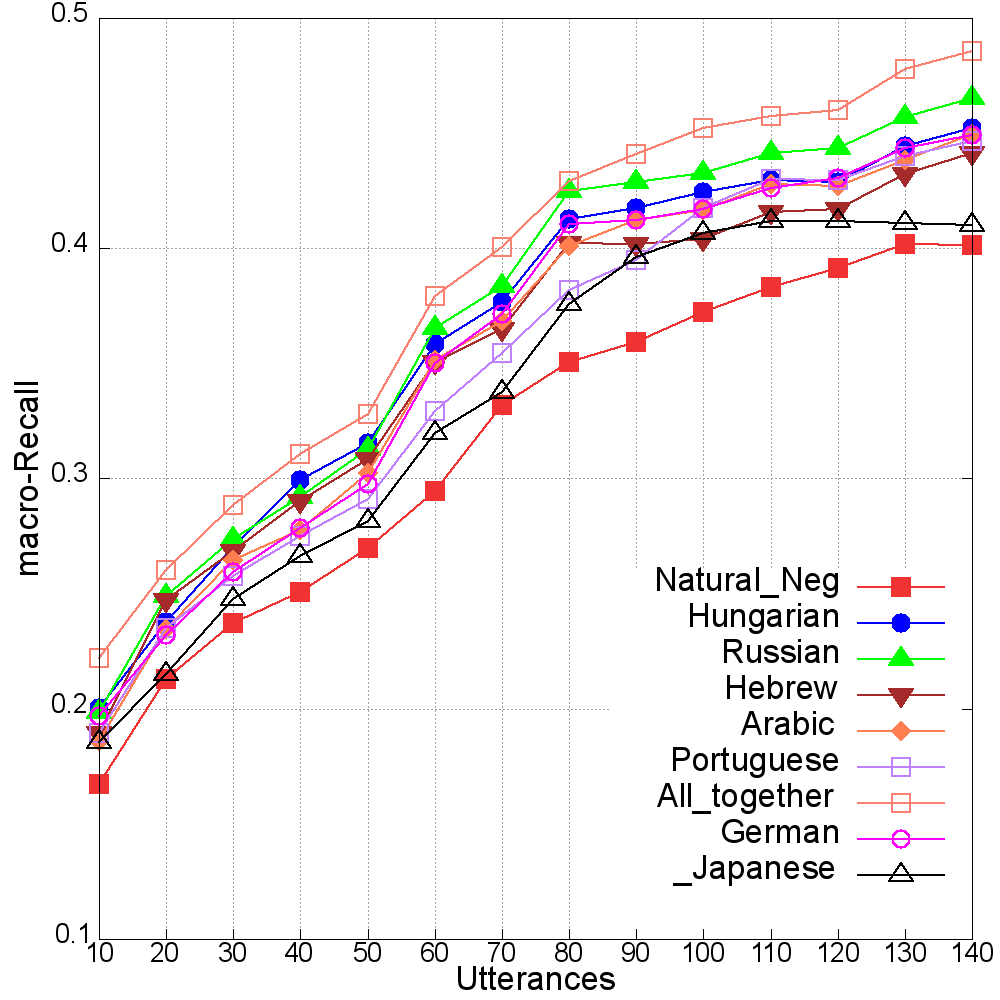 0.5
0.4
0.3
0.2
0.1
macro-Recall
Natural_Neg
Hungarian
Russian
Hebrew
Arabic
Portuguese
All_together
German
_Japanese
10 20 30 40 50 60 70 80 90 100 110 120 130 140
Utterances